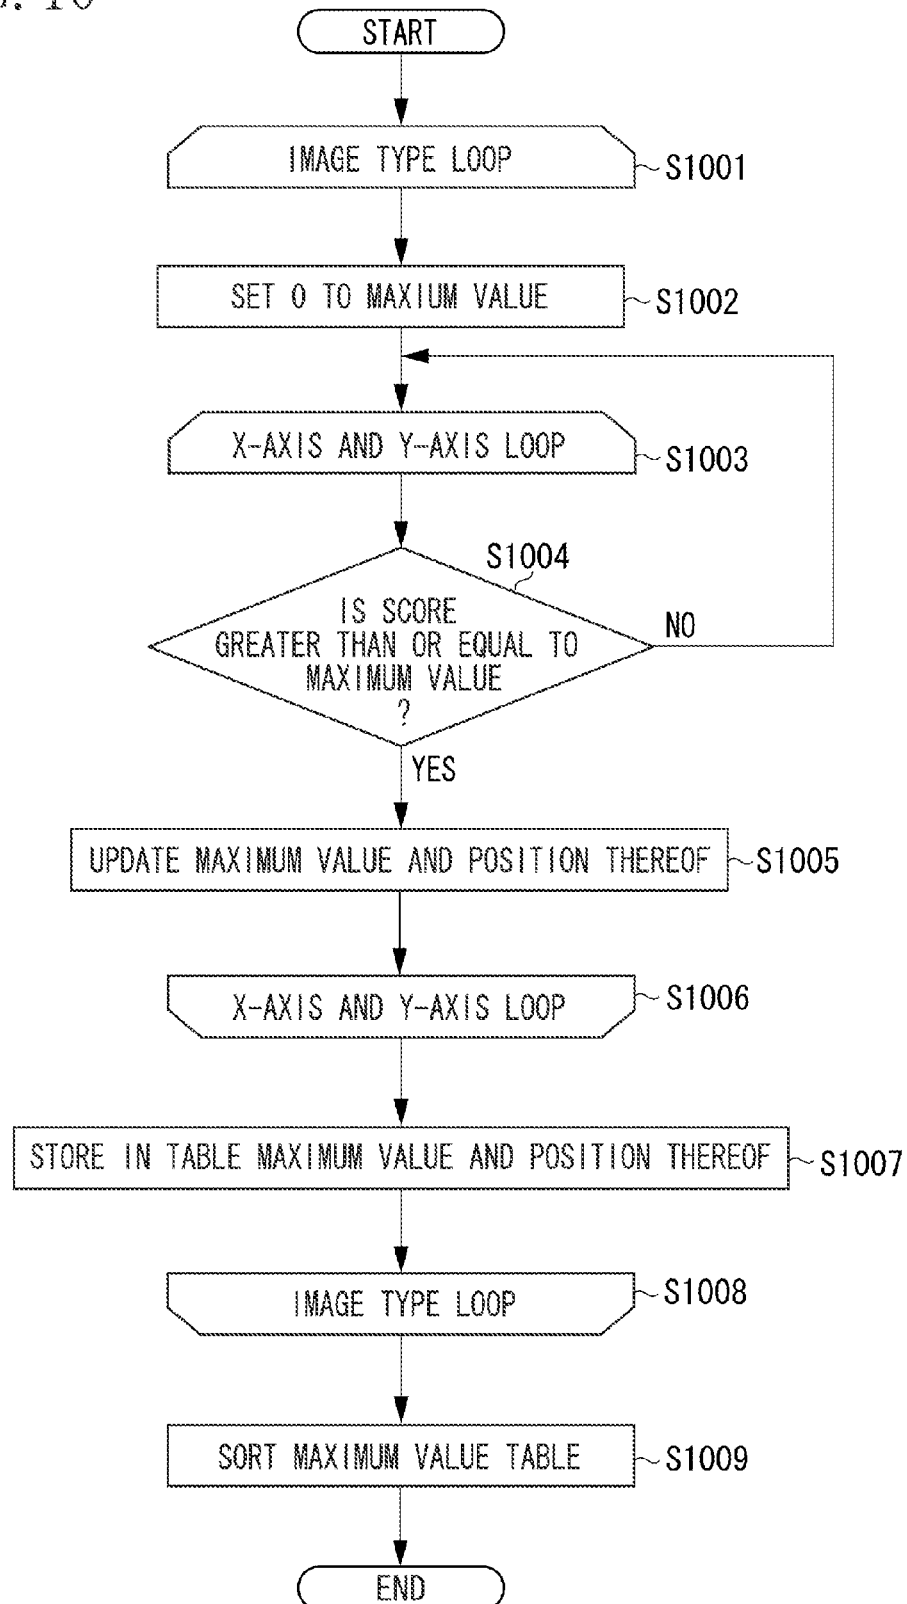 START
IMAGE TYPE LOOP
S1001
SET 0 TO MAXIUM VALUE
S1002
X-AXIS AND Y-AXIS LOOP
S1003
S1004
IS SCORE
GREATER THAN OR EQUAL TO
MAXIMUM VALUE
?
NO
YES
UPDATE MAXIMUM VALUE AND POSITION THEREOF
S1005
X-AXIS AND Y-AXIS LOOP
S1006
STORE IN TABLE MAXIMUM VALUE AND POSITION THEREOF
S1007
IMAGE TYPE LOOP
S1008
SORT MAXIMUM VALUE TABLE
S1009
END